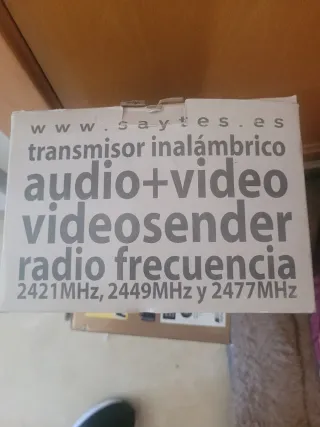 www.saytes.es
transmisor inalámbrico
audio+video
videosender
radio frecuencia
2421MHz, 2449MHz y 2477MHz